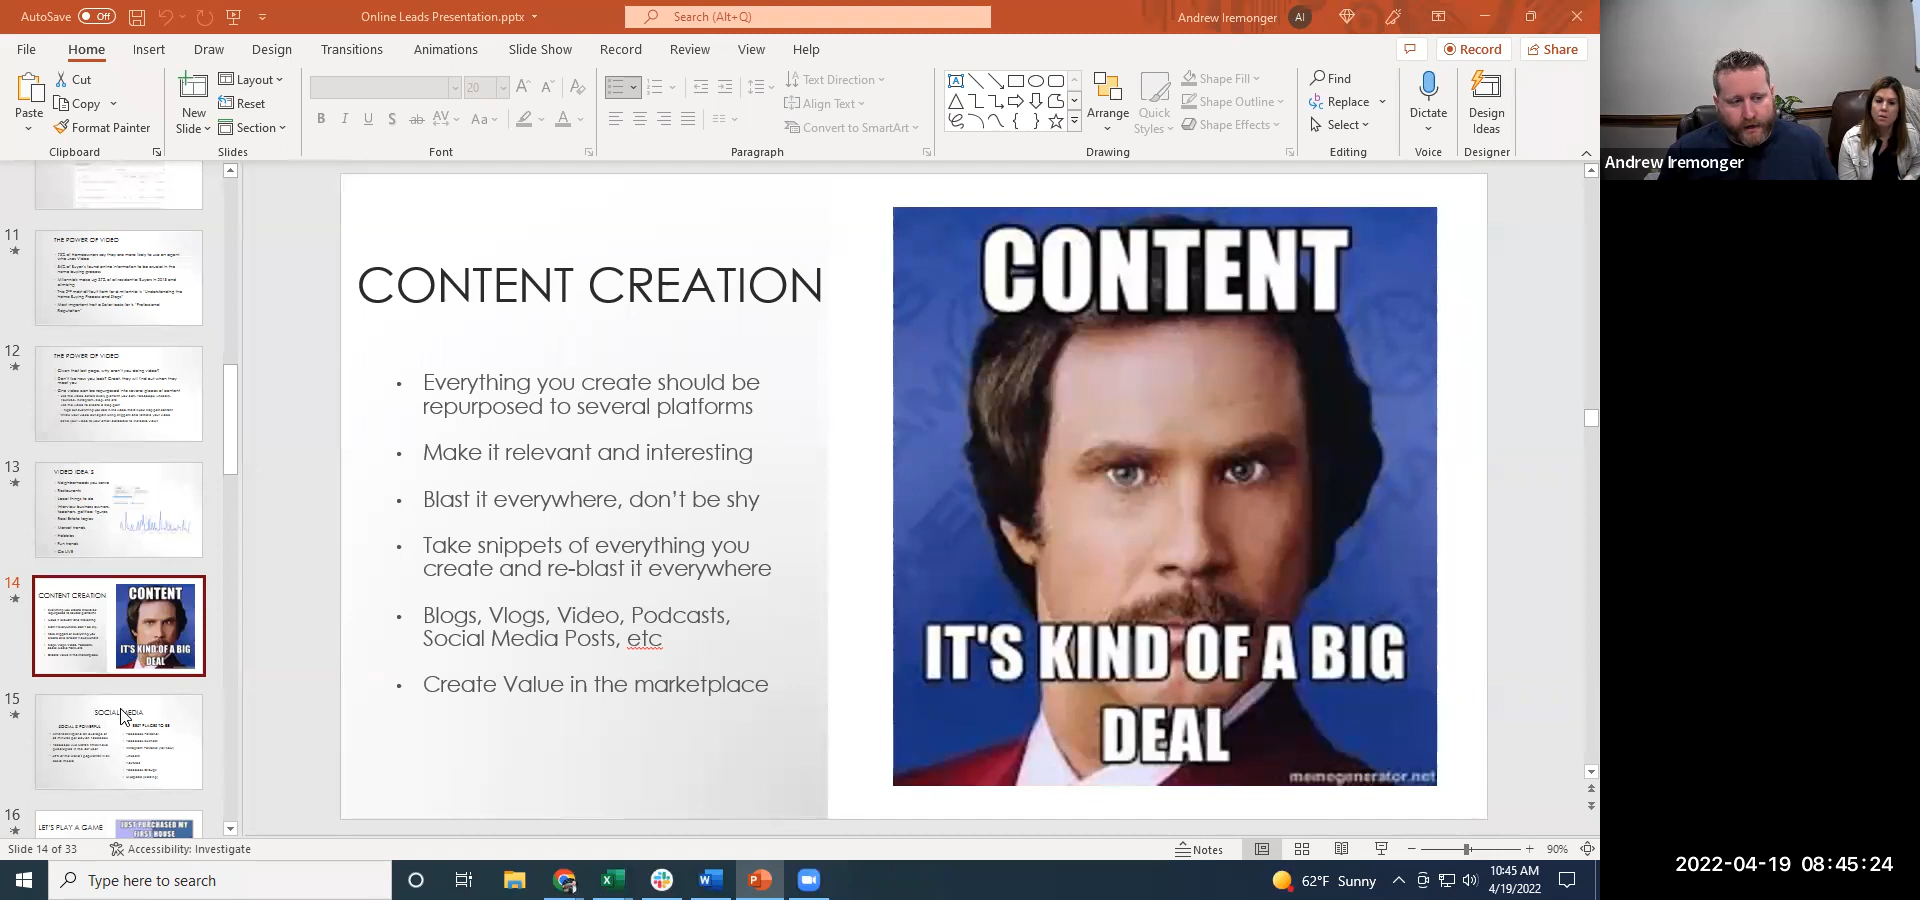 AutoSave Off
Online Leads Presentation.pptx
Search (Alt+Q)
Andrew Iremonger AI
File Home Insert Draw Design Transitions Animations Slide Show Record Review View Help
Record Share
Paste
Cut
Copy
Format Painter
Clipboard
New Slide
Layout
Reset
Section
Slides
20
Font
Text Direction
Align Text
Convert to SmartArt
Paragraph
Arrange
Quick Styles
Shape Fill
Shape Outline
Shape Effects
Drawing
Find
Replace
Select
Editing
Dictate
Voice
Design Ideas
Designer
11
THE POWER OF VIDEO
12
THE POWER OF VIDEO
13
VIDEO IDEA'S
14
CONTENT CREATION
CONTENT
IT'S KIND OF A BIG
DEAL
15
SOCIAL MEDIA
16
LET'S PLAY A GAME
JUST PURCHASED MY
FIRST HOUSE
CONTENT CREATION
• Everything you create should be
repurposed to several platforms
• Make it relevant and interesting
• Blast it everywhere, don't be shy
• Take snippets of everything you
create and re-blast it everywhere
• Blogs, Vlogs, Video, Podcasts,
Social Media Posts, etc
• Create Value in the marketplace
CONTENT
IT'S KIND OF A BIG
DEAL
memegenerator.net
Andrew Iremonger
Slide 14 of 33
Accessibility: Investigate
Notes
90%
Type here to search
62°F Sunny
10:45 AM
4/19/2022
2022-04-19 08:45:24